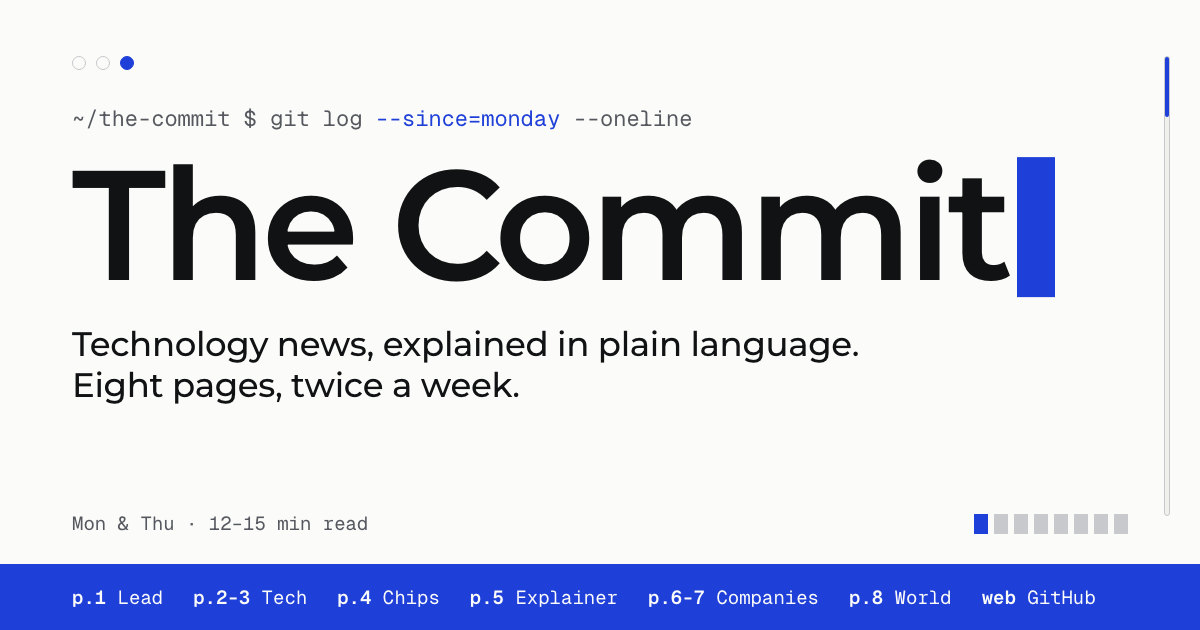 ~/the-commit $ git log --since=monday --oneline
The Commit
Technology news, explained in plain language.
Eight pages, twice a week.
Mon & Thu · 12–15 min read
p.1 Lead p.2–3 Tech p.4 Chips p.5 Explainer p.6–7 Companies p.8 World web GitHub